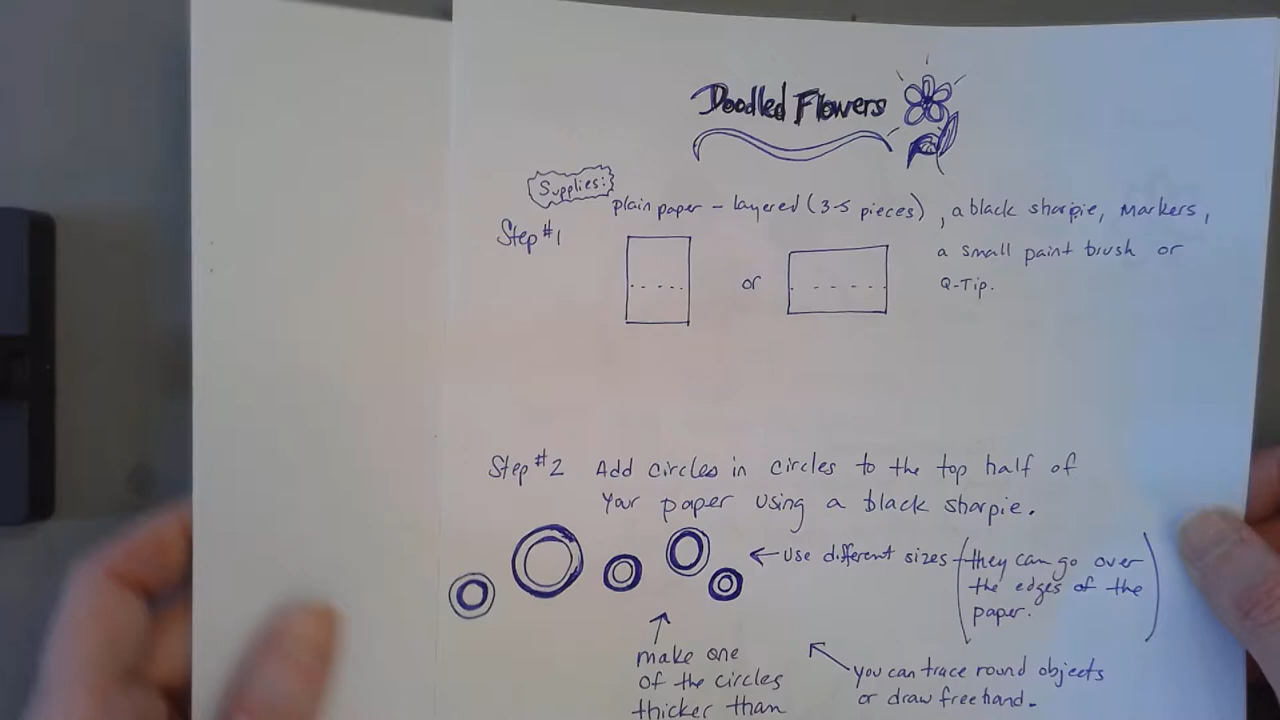 Doodled Flowers
Supplies:
plain paper - layered (3-5 pieces), a black sharpie, markers,
a small paint brush or
Q-Tip.
Step #1
or
Step #2 Add circles in circles to the top half of
your paper using a black sharpie.
← use different sizes (they can go over
the edges of the
paper.)
make one
of the circles
thicker than
you can trace round objects
or draw freehand.